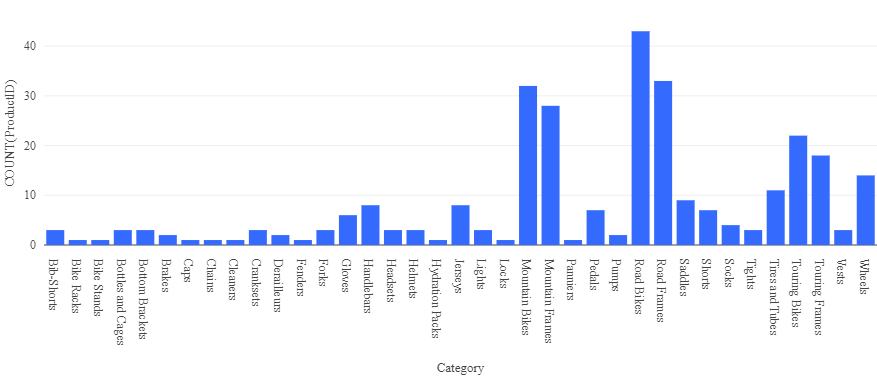 COUNT(ProductID)
40
30
20
10
0
Bib-Shorts
Bike Racks
Bike Stands
Bottles and Cages
Bottom Brackets
Brakes
Caps
Chains
Cleaners
Cranksets
Derailleurs
Fenders
Forks
Gloves
Handlebars
Headsets
Helmets
Hydration Packs
Jerseys
Lights
Locks
Mountain Bikes
Mountain Frames
Panniers
Pedals
Pumps
Road Bikes
Road Frames
Saddles
Shorts
Socks
Tights
Tires and Tubes
Touring Bikes
Touring Frames
Vests
Wheels
Category